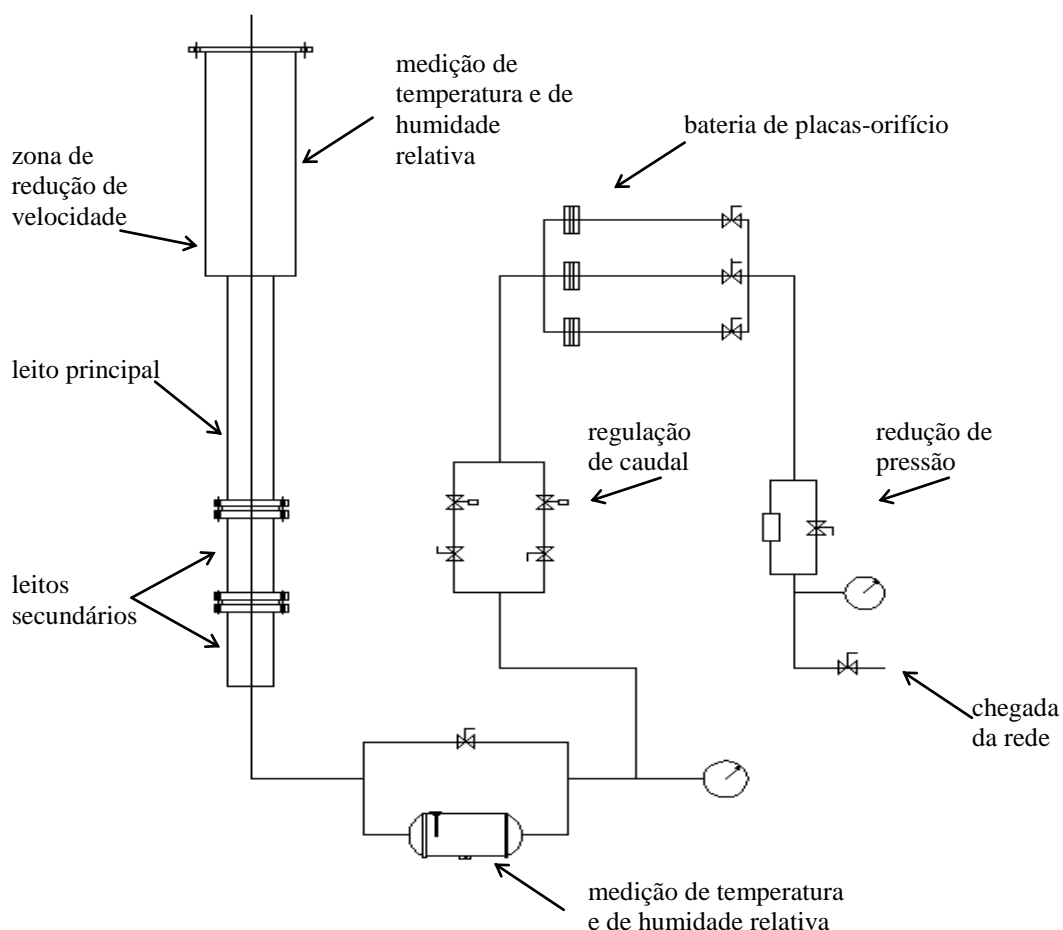 medição de
temperatura e de
humidade
relativa
bateria de placas-orifício
zona de
redução de
velocidade
leito principal
regulação
de caudal
redução de
pressão
leitos
secundários
chegada
da rede
medição de temperatura
e de humidade relativa